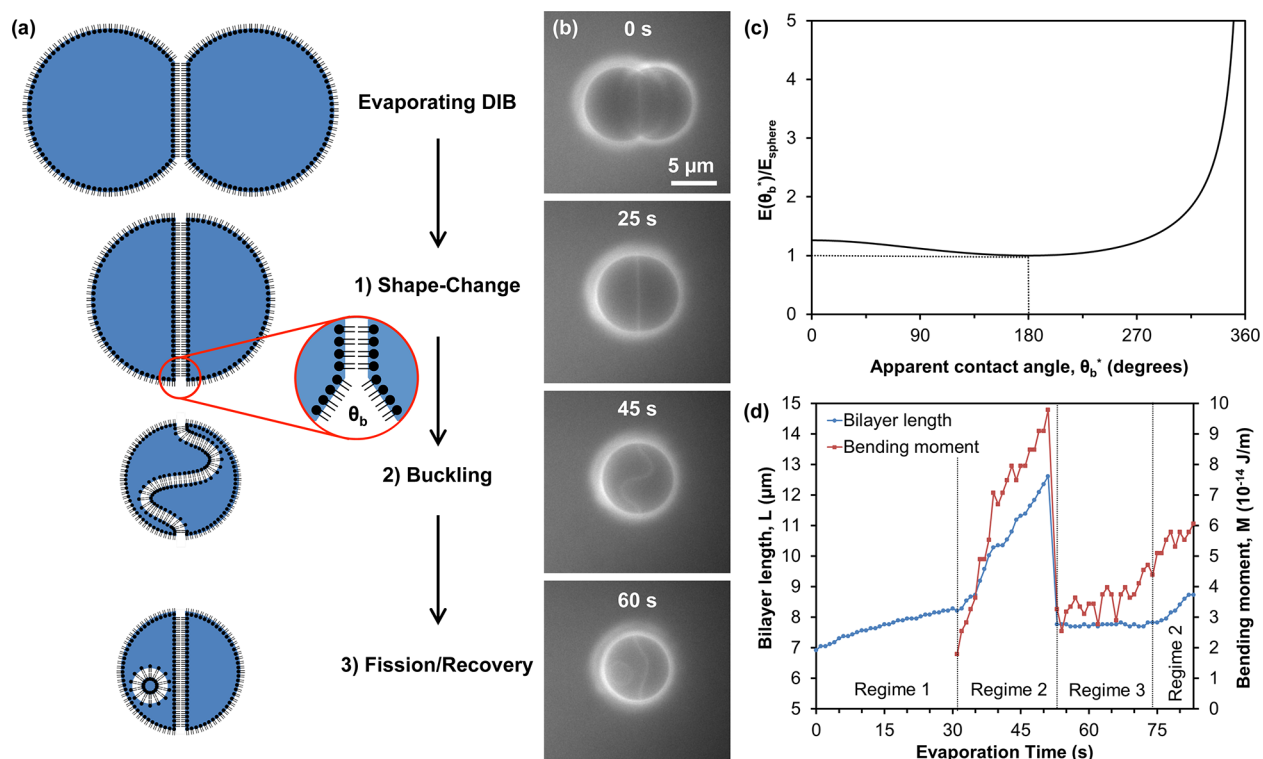 (a)
Evaporating DIB
1) Shape-Change
θb
2) Buckling
3) Fission/Recovery
(b)
0 s
5 µm
25 s
45 s
60 s
(c)
E(θb*)/Esphere
5
4
3
2
1
0
0 90 180 270 360
Apparent contact angle, θb* (degrees)
(d)
Bilayer length
Bending moment
Bilayer length, L (µm)
15
14
13
12
11
10
9
8
7
6
5
Bending moment, M (10-14 J/m)
10
9
8
7
6
5
4
3
2
1
0
Regime 1
Regime 2
Regime 3
Regime 2
0 15 30 45 60 75
Evaporation Time (s)